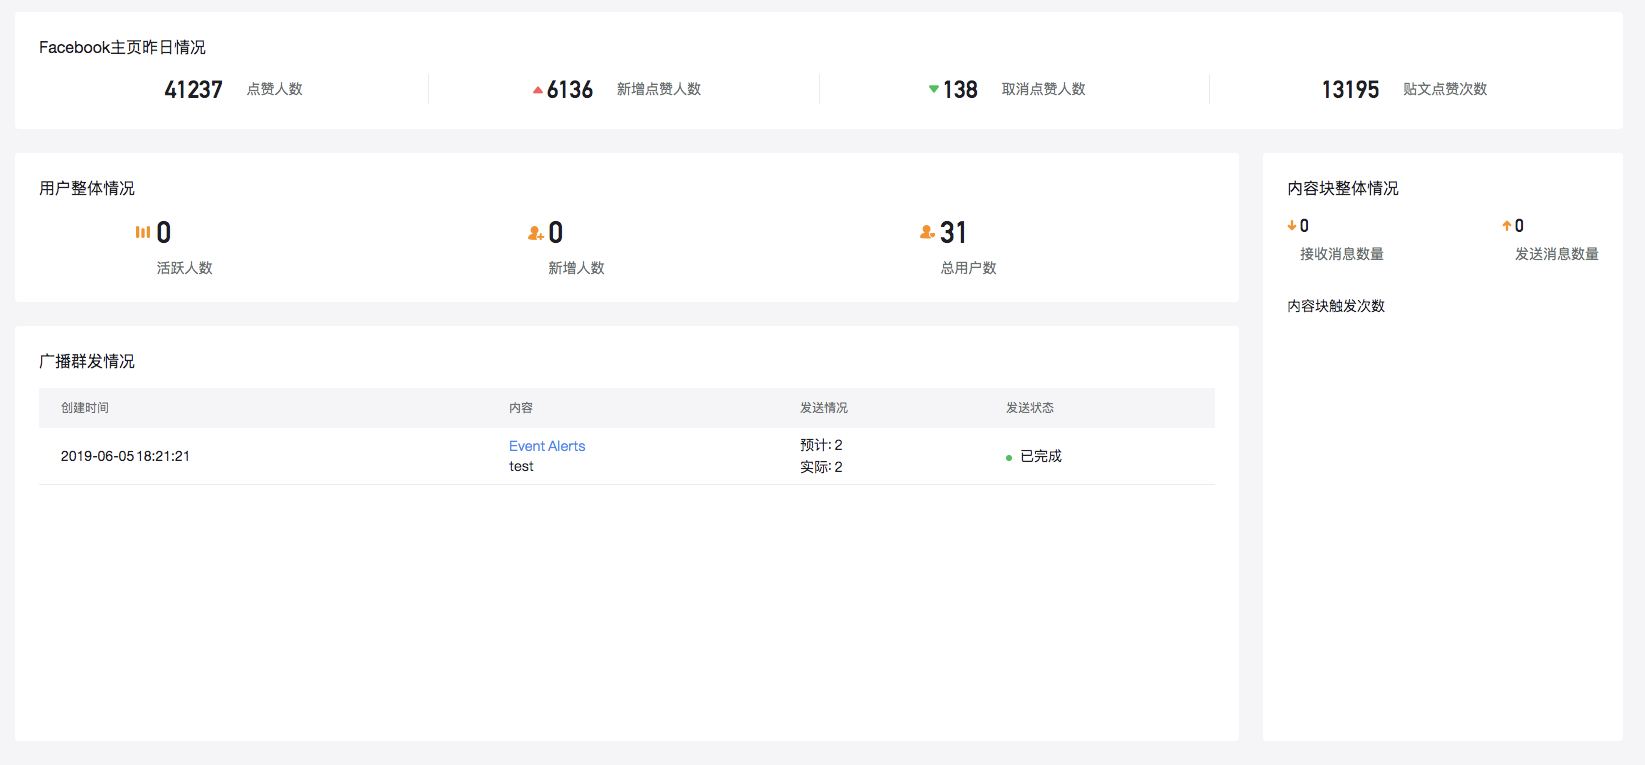 Facebook主页昨日情况
41237 点赞人数 6136 新增点赞人数 138 取消点赞人数 13195 贴文点赞次数
用户整体情况
0 0 31
活跃人数 新增人数 总用户数
内容块整体情况
0 0
接收消息数量 发送消息数量
内容块触发次数
广播群发情况
创建时间 内容 发送情况 发送状态
2019-06-05 18:21:21
Event Alerts
test
预计: 2
实际: 2
已完成